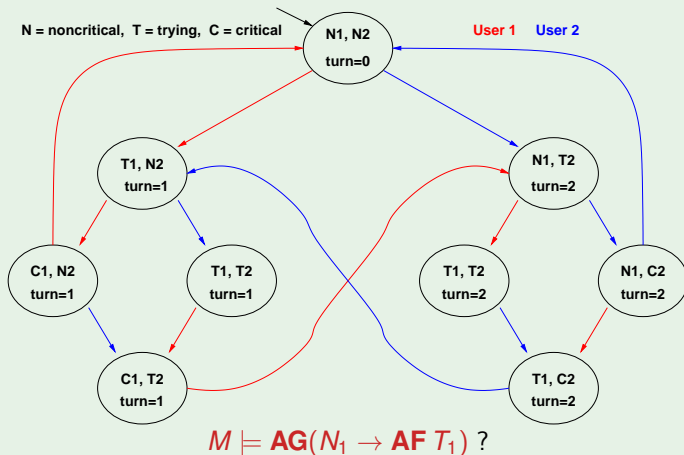 N = noncritical, T = trying, C = critical
N1, N2
turn=0
User 1 User 2
T1, N2
turn=1
N1, T2
turn=2
C1, N2
turn=1
T1, T2
turn=1
T1, T2
turn=2
N1, C2
turn=2
C1, T2
turn=1
T1, C2
turn=2
M ⊨ AG(N₁ → AF T₁) ?